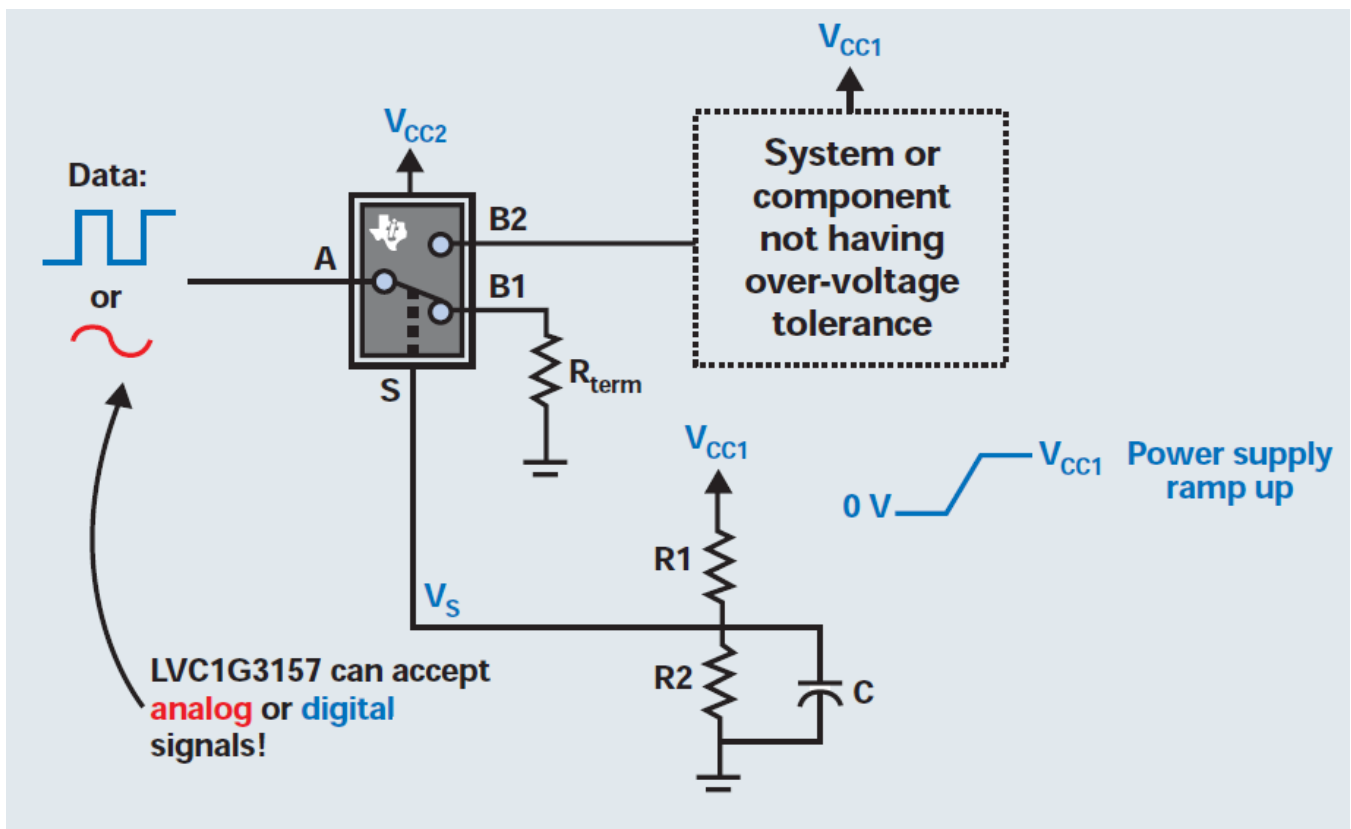 VCC1
VCC2
Data:
System or
component
not having
over-voltage
tolerance
B2
A
or
B1
Rterm
S
VCC1
VCC1 Power supply
ramp up
0 V
R1
VS
LVC1G3157 can accept
analog or digital
signals!
R2
C